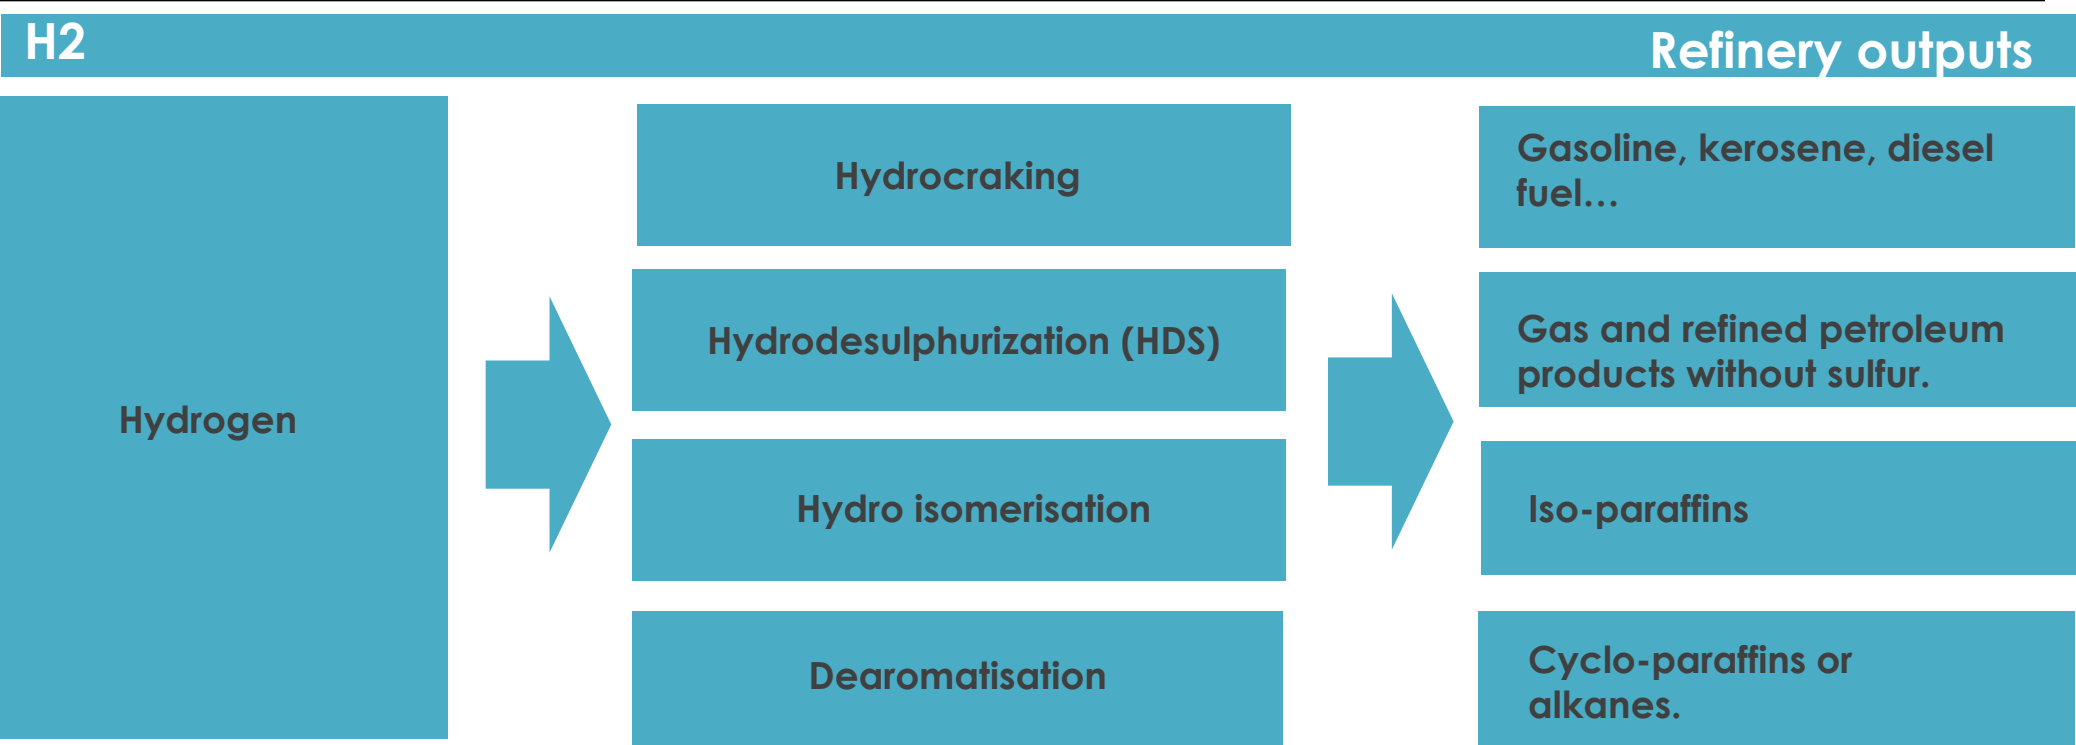 H2
Refinery outputs
Hydrogen
Hydrocraking
Hydrodesulphurization (HDS)
Hydro isomerisation
Dearomatisation
Gasoline, kerosene, diesel
fuel…
Gas and refined petroleum
products without sulfur.
Iso-paraffins
Cyclo-paraffins or
alkanes.